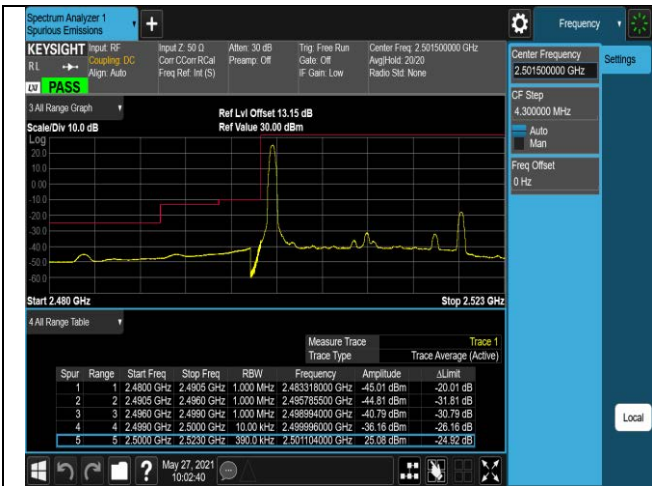 Spectrum Analyzer 1
Spurious Emissions
+
Frequency
KEYSIGHT
RL
LXI PASS
Input: RF
Coupling: DC
Align: Auto
Input Z: 50 Ω
Corr CCorr RCal
Freq Ref: Int (S)
Atten: 30 dB
Preamp: Off
Trig: Free Run
Gate: Off
IF Gain: Low
Center Freq: 2.501500000 GHz
Avg|Hold: 20/20
Radio Std: None
Center Frequency
2.501500000 GHz
Settings
CF Step
4.300000 MHz
Auto
Man
Freq Offset
0 Hz
Local
3 All Range Graph
Scale/Div 10.0 dB
Ref Lvl Offset 13.15 dB
Ref Value 30.00 dBm
Log
20.0
10.0
0.00
-10.0
-20.0
-30.0
-40.0
-50.0
-60.0
Start 2.480 GHz
Stop 2.523 GHz
4 All Range Table
Measure Trace Trace 1
Trace Type Trace Average (Active)
Spur Range Start Freq Stop Freq RBW Frequency Amplitude ΔLimit
1 1 2.4800 GHz 2.4905 GHz 1.000 MHz 2.483318000 GHz -45.01 dBm -20.01 dB
2 2 2.4905 GHz 2.4960 GHz 1.000 MHz 2.495785500 GHz -44.81 dBm -31.81 dB
3 3 2.4960 GHz 2.4990 GHz 1.000 MHz 2.498994000 GHz -40.79 dBm -30.79 dB
4 4 2.4990 GHz 2.5000 GHz 10.00 kHz 2.499996000 GHz -36.16 dBm -26.16 dB
5 5 2.5000 GHz 2.5230 GHz 390.0 kHz 2.501104000 GHz 25.08 dBm -24.92 dB
?
May 27, 2021
10:02:40